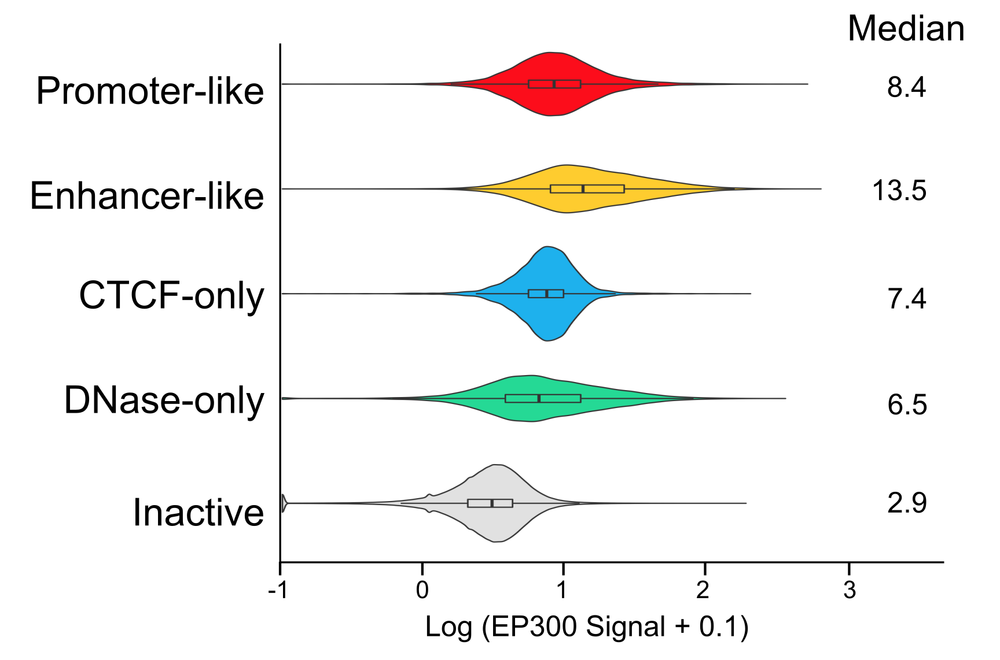 Median
Promoter-like 8.4
Enhancer-like 13.5
CTCF-only 7.4
DNase-only 6.5
Inactive 2.9
-1 0 1 2 3
Log (EP300 Signal + 0.1)